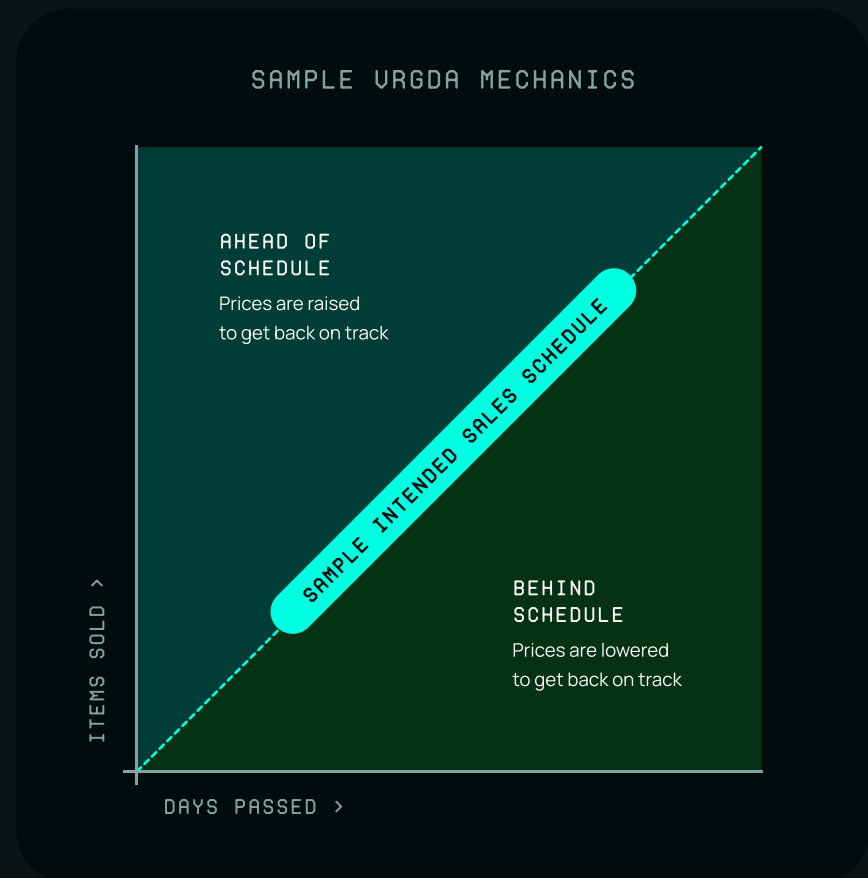 SAMPLE VRGDA MECHANICS
AHEAD OF
SCHEDULE
Prices are raised
to get back on track
SAMPLE INTENDED SALES SCHEDULE
BEHIND
SCHEDULE
Prices are lowered
to get back on track
ITEMS SOLD >
DAYS PASSED >